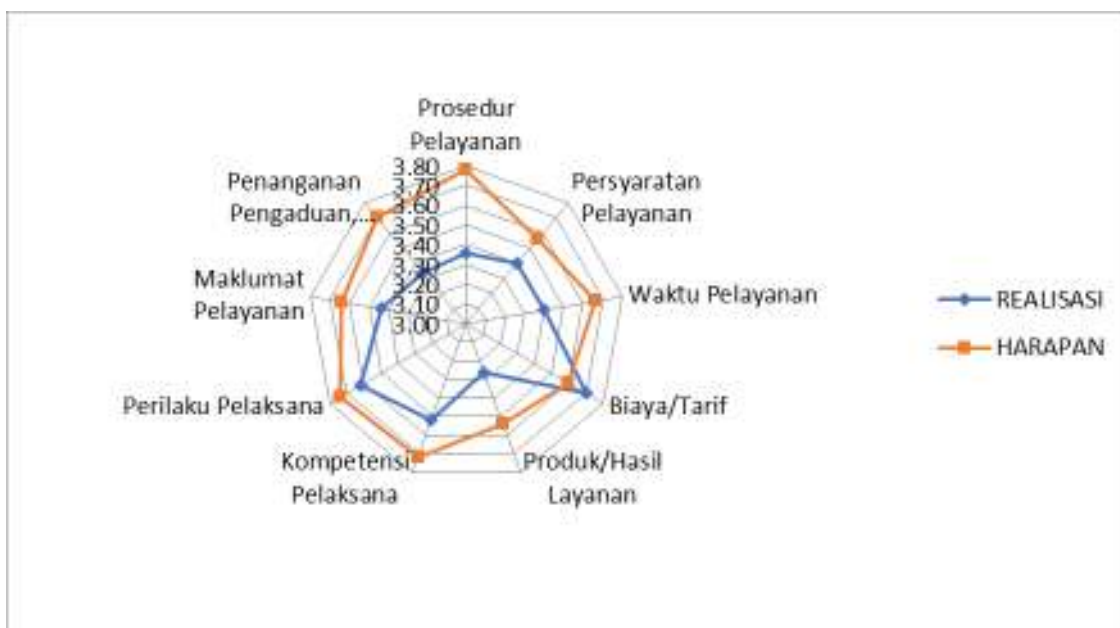 Prosedur
Pelayanan
3.80
3.70
3.60
3.50
3.40
3.30
3.20
3.10
3.00
Persyaratan
Pelayanan
Waktu Pelayanan
Biaya/Tarif
Produk/Hasil
Layanan
Kompetensi
Pelaksana
Perilaku Pelaksana
Maklumat
Pelayanan
Penanganan
Pengaduan,...
REALISASI
HARAPAN